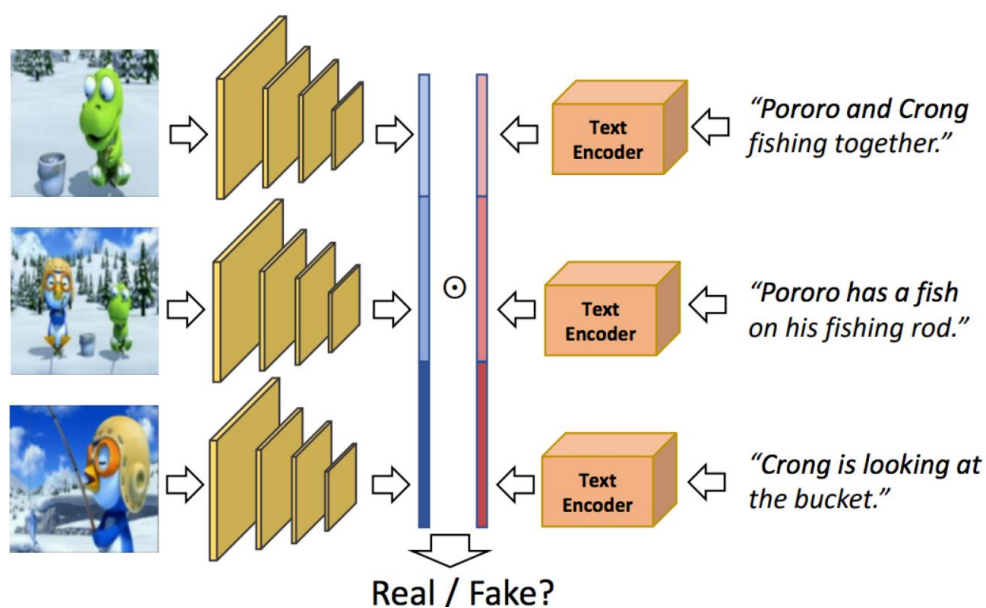 Text
Encoder
"Pororo and Crong
fishing together."
Text
Encoder
"Pororo has a fish
on his fishing rod."
Text
Encoder
"Crong is looking at
the bucket."
Real / Fake?